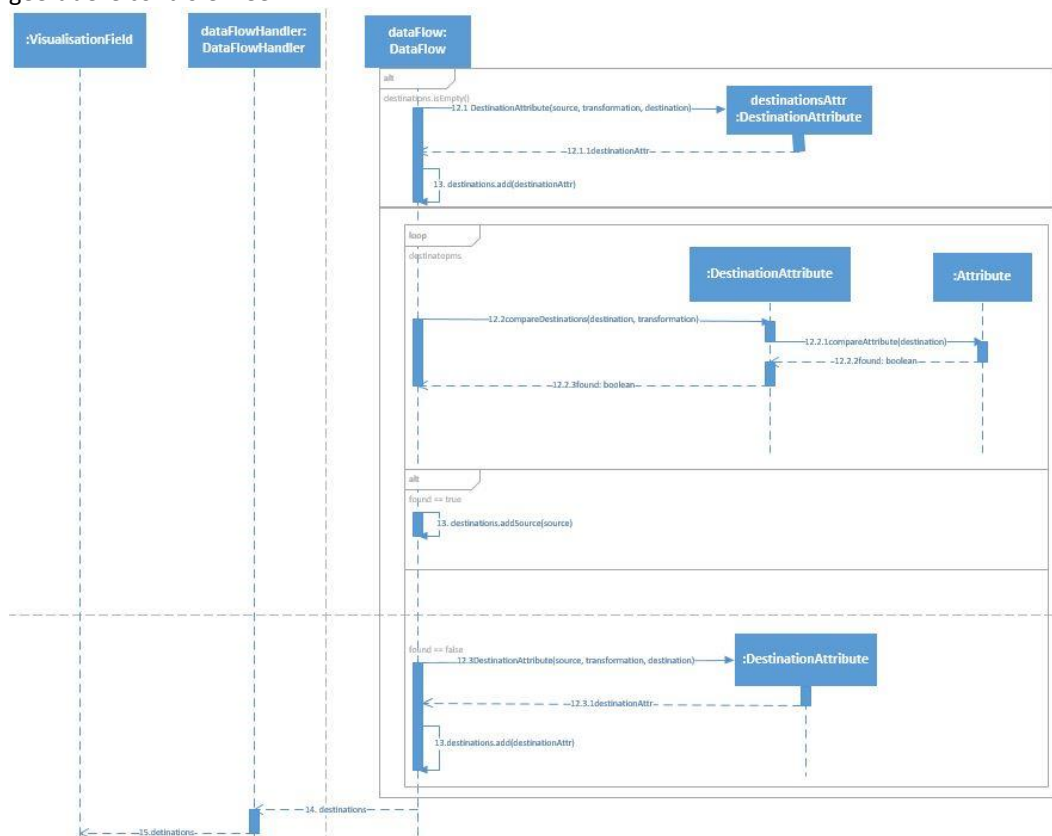 :VisualisationField
dataFlowHandler:
DataFlowHandler
dataFlow:
DataFlow
alt
destinations.isEmpty()
12.1 DestinationAttribute(source, transformation, destination)
destinationsAttr
:DestinationAttribute
12.1.1destinationAttr
13. destinations.add(destinationAttr)
loop
destinatopms.
:DestinationAttribute
:Attribute
12.2compareDestinations(destination, transformation)
12.2.1compareAttribute(destination)
12.2.2found: boolean
12.2.3found: boolean
alt
found == true
13. destinations.addSource(source)
found == false
12.3DestinationAttribute(source, transformation, destination)
:DestinationAttribute
12.3.1destinationAttr
13.destinations.add(destinationAttr)
14. destinations
15.detinations